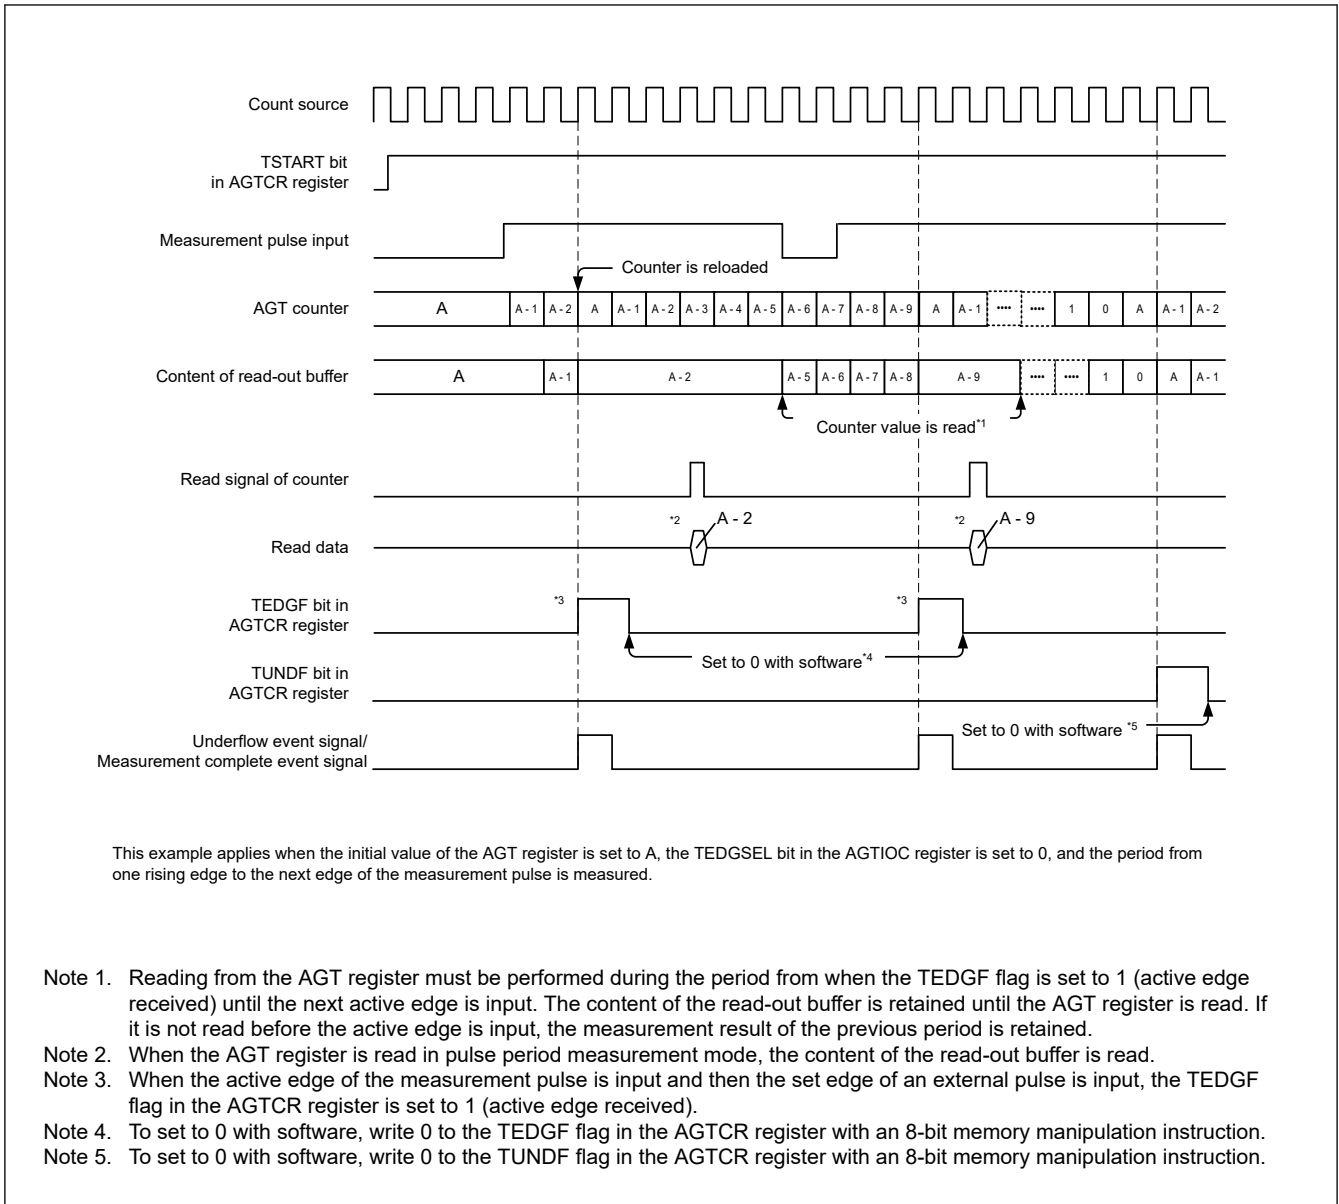 Count source
TSTART bit
in AGTCR register
Measurement pulse input
Counter is reloaded
AGT counter
A A - 1 A - 2 A A - 1 A - 2 A - 3 A - 4 A - 5 A - 6 A - 7 A - 8 A - 9 A A - 1 •••• •••• 1 0 A A - 1 A - 2
Content of read-out buffer
A A - 1 A - 2 A - 5 A - 6 A - 7 A - 8 A - 9 •••• •••• 1 0 A A - 1
Counter value is read*1
Read signal of counter
*2 A - 2 *2 A - 9
Read data
TEDGF bit in
AGTCR register
*3 *3
Set to 0 with software*4
TUNDF bit in
AGTCR register
Set to 0 with software *5
Underflow event signal/
Measurement complete event signal
This example applies when the initial value of the AGT register is set to A, the TEDGSEL bit in the AGTIOC register is set to 0, and the period from
one rising edge to the next edge of the measurement pulse is measured.
Note 1. Reading from the AGT register must be performed during the period from when the TEDGF flag is set to 1 (active edge
received) until the next active edge is input. The content of the read-out buffer is retained until the AGT register is read. If
it is not read before the active edge is input, the measurement result of the previous period is retained.
Note 2. When the AGT register is read in pulse period measurement mode, the content of the read-out buffer is read.
Note 3. When the active edge of the measurement pulse is input and then the set edge of an external pulse is input, the TEDGF
flag in the AGTCR register is set to 1 (active edge received).
Note 4. To set to 0 with software, write 0 to the TEDGF flag in the AGTCR register with an 8-bit memory manipulation instruction.
Note 5. To set to 0 with software, write 0 to the TUNDF flag in the AGTCR register with an 8-bit memory manipulation instruction.